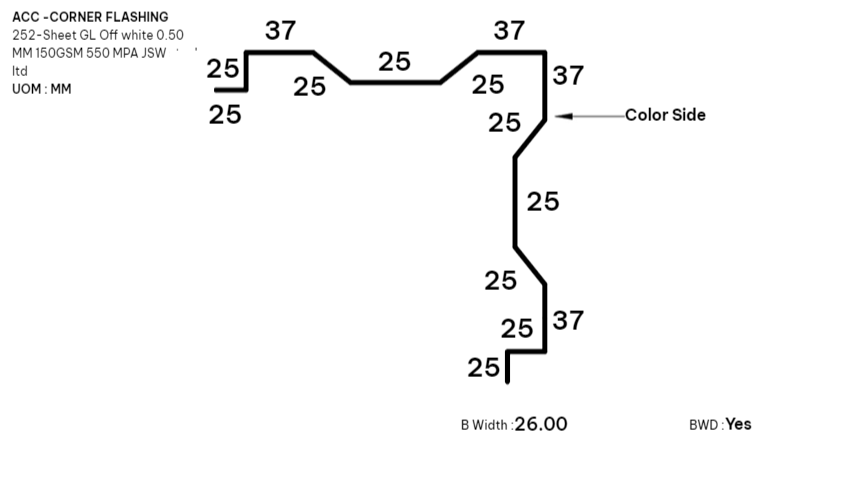 ACC -CORNER FLASHING
252-Sheet GL Off white 0.50
MM 150GSM 550 MPA JSW
ltd
UOM : MM
37
37
25
25
25
25
37
25
25
Color Side
25
25
25
37
25
B Width :26.00
BWD :Yes